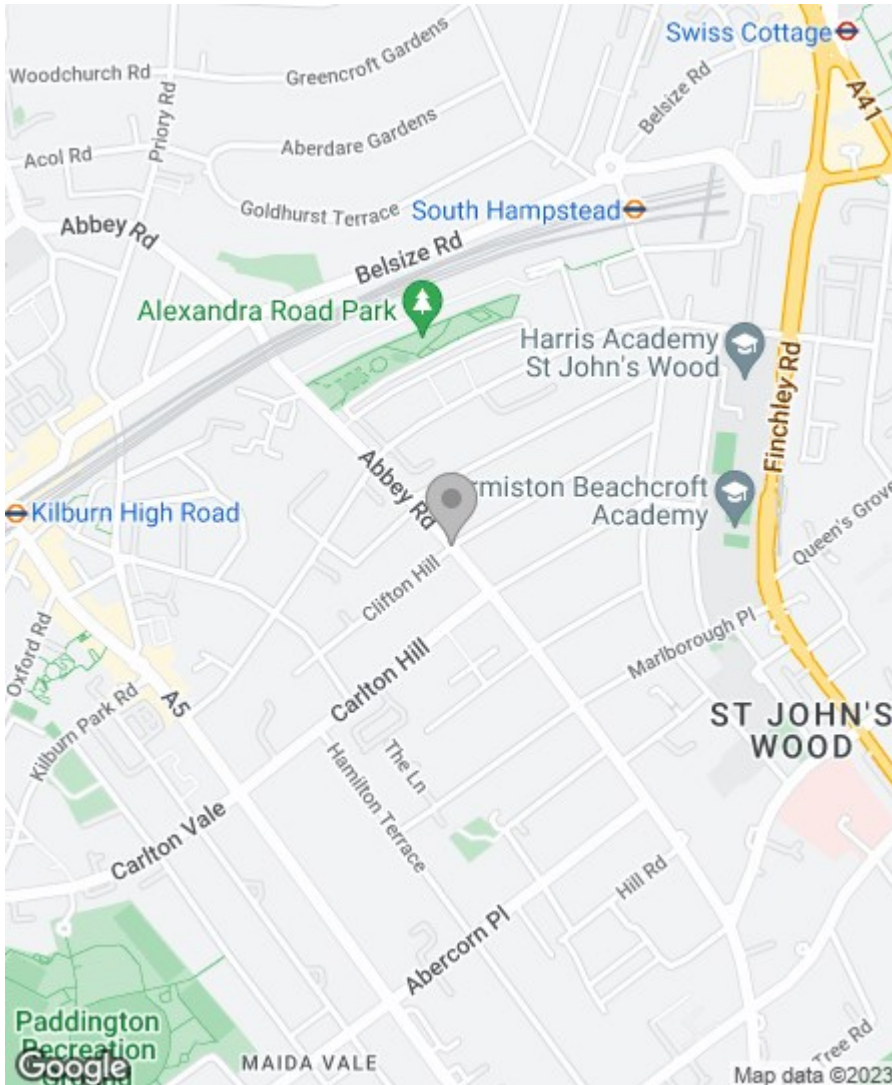 Swiss Cottage
Greencroft Gardens
Woodchurch Rd
Belsize Rd
A41
Priory Rd
Aberdare Gardens
Acol Rd
Goldhurst Terrace
South Hampstead
Abbey Rd
Belsize Rd
Alexandra Road Park
Harris Academy
St John's Wood
Finchley Rd
Abbey Rd
rmiston Beachcroft
Academy
Kilburn High Road
Queen's Grove
Clifton Hill
Oxford Rd
Marlborough Pl
Carlton Hill
Kilburn Park Rd
A5
ST JOHN'S
WOOD
The Ln
Hamilton Terrace
Carlton Vale
Hill Rd
Abercorn Pl
Paddington
Recreation
Google
MAIDA VALE
Tree Rd
Map data ©2023